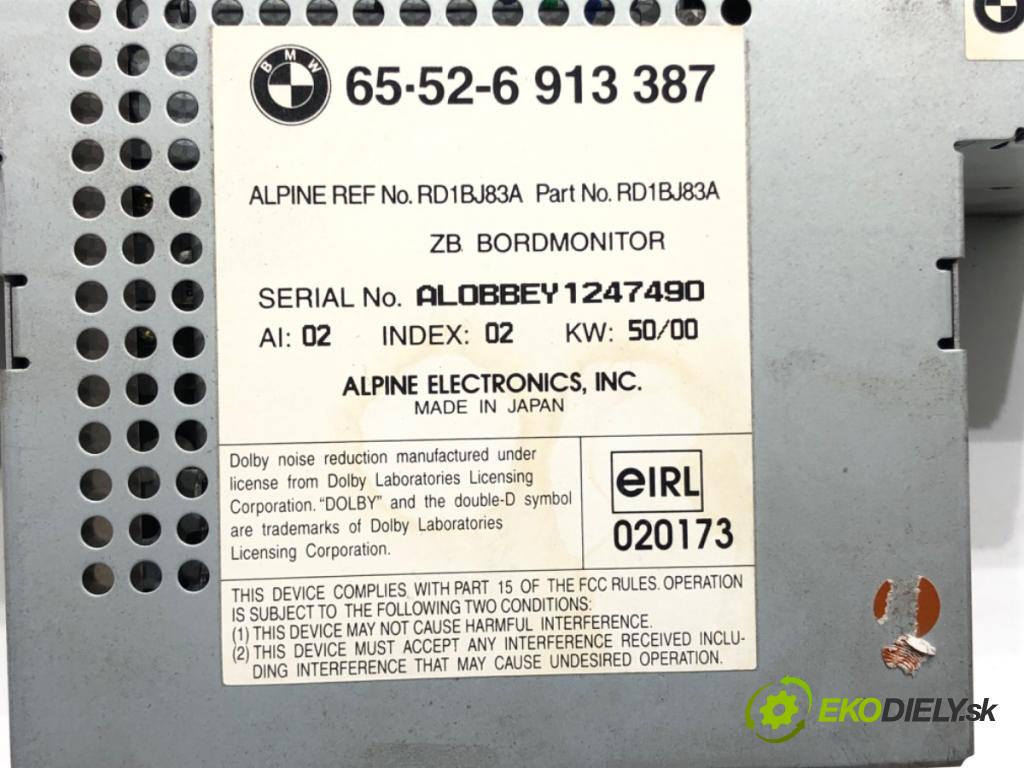 BMW
65-52-6 913 387
ALPINE REF No. RD1BJ83A Part No. RD1BJ83A
ZB BORDMONITOR
SERIAL No. ALOBBEY1247490
AI: 02 INDEX: 02 KW: 50/00
ALPINE ELECTRONICS, INC.
MADE IN JAPAN
Dolby noise reduction manufactured under
license from Dolby Laboratories Licensing
Corporation. "DOLBY" and the double-D symbol
are trademarks of Dolby Laboratories
Licensing Corporation.
eIRL
020173
THIS DEVICE COMPLIES WITH PART 15 OF THE FCC RULES. OPERATION
IS SUBJECT TO THE FOLLOWING TWO CONDITIONS:
(1) THIS DEVICE MAY NOT CAUSE HARMFUL INTERFERENCE.
(2) THIS DEVICE MUST ACCEPT ANY INTERFERENCE RECEIVED INCLU-
DING INTERFERENCE THAT MAY CAUSE UNDESIRED OPERATION.
EKODIELY.sk